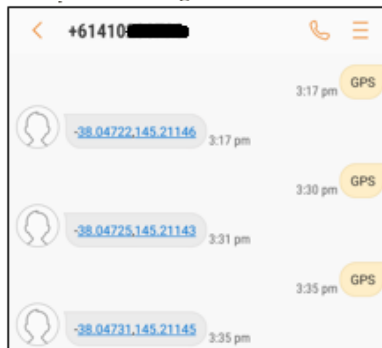 +61410
GPS
3:17 pm
-38.04722,145.21146
3:17 pm
GPS
3:30 pm
-38.04725,145.21143
3:31 pm
GPS
3:35 pm
-38.04731,145.21145
3:35 pm